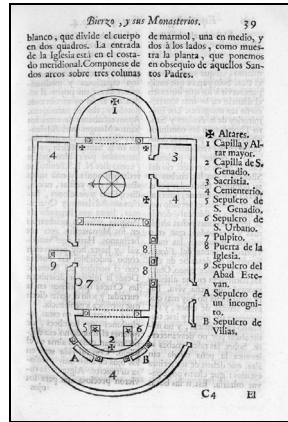 Bierzo, y sus Monasterios. 39
blanco, que divide el cuerpo
en dos quadros. La entrada
de la Iglesia está en el costa-
do meridional. Componese de
dos arcos sobre tres colunas
de marmol, una en medio, y
dos à los lados, como mues-
tra la planta, que ponemos
en obsequio de aquellos San-
tos Padres.
1
4
3
4
9
8
8
7
5
6
2
A
B
4
✠ Altares.
1 Capilla y Al-
tar mayor.
2 Capilla de S.
Genadio.
3 Sacristia.
4 Cementerio.
5 Sepulcro de
S. Genadio.
6 Sepulcro de
S. Urbano.
7 Pulpito.
8 Puerta de la
Iglesia.
9 Sepulcro del
Abad Este-
van.
A Sepulcro de
un incogni-
to.
B Sepulcro de
Vilias.
C4 El